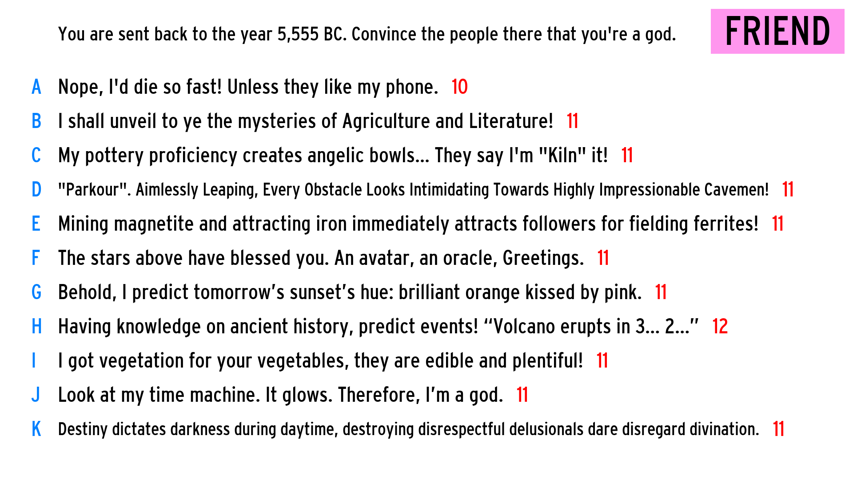 You are sent back to the year 5,555 BC. Convince the people there that you're a god.
FRIEND
A Nope, I'd die so fast! Unless they like my phone. 10
B I shall unveil to ye the mysteries of Agriculture and Literature! 11
C My pottery proficiency creates angelic bowls... They say I'm "Kiln" it! 11
D "Parkour". Aimlessly Leaping, Every Obstacle Looks Intimidating Towards Highly Impressionable Cavemen! 11
E Mining magnetite and attracting iron immediately attracts followers for fielding ferrites! 11
F The stars above have blessed you. An avatar, an oracle, Greetings. 11
G Behold, I predict tomorrow’s sunset’s hue: brilliant orange kissed by pink. 11
H Having knowledge on ancient history, predict events! “Volcano erupts in 3... 2...” 12
I I got vegetation for your vegetables, they are edible and plentiful! 11
J Look at my time machine. It glows. Therefore, I’m a god. 11
K Destiny dictates darkness during daytime, destroying disrespectful delusionals dare disregard divination. 11